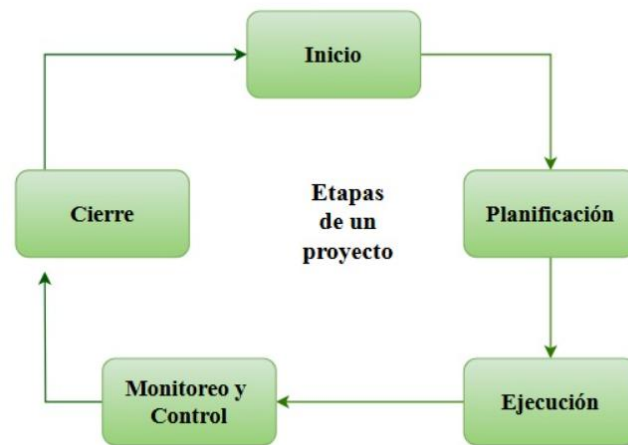 Inicio
Cierre
Etapas
de un
proyecto
Planificación
Monitoreo y
Control
Ejecución